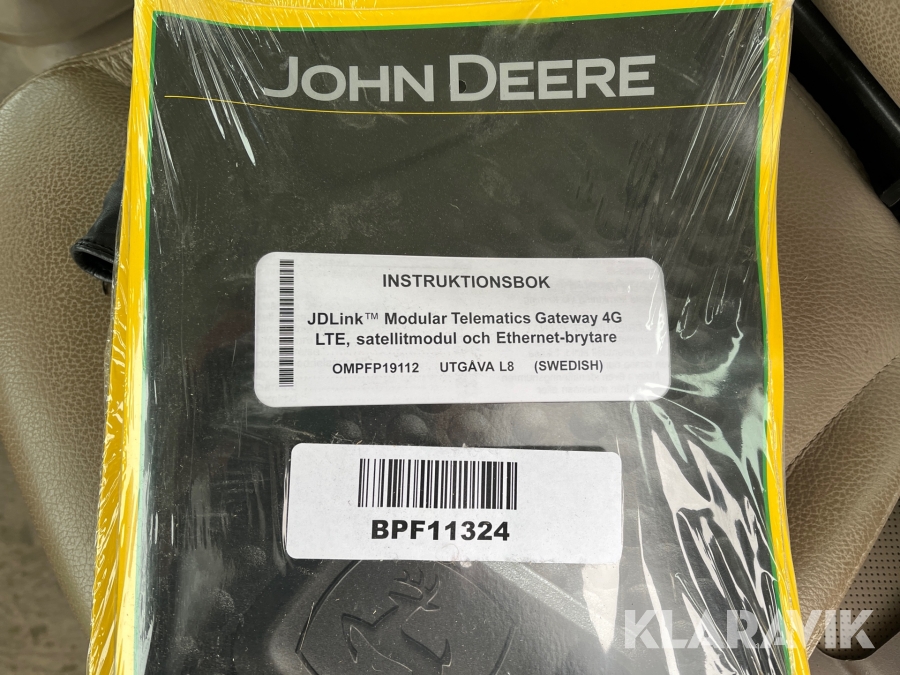 JOHN DEERE
INSTRUKTIONSBOK
JDLink™ Modular Telematics Gateway 4G
LTE, satellitmodul och Ethernet-brytare
OMPFP19112 UTGÅVA L8 (SWEDISH)
BPF11324
KLARAVIK